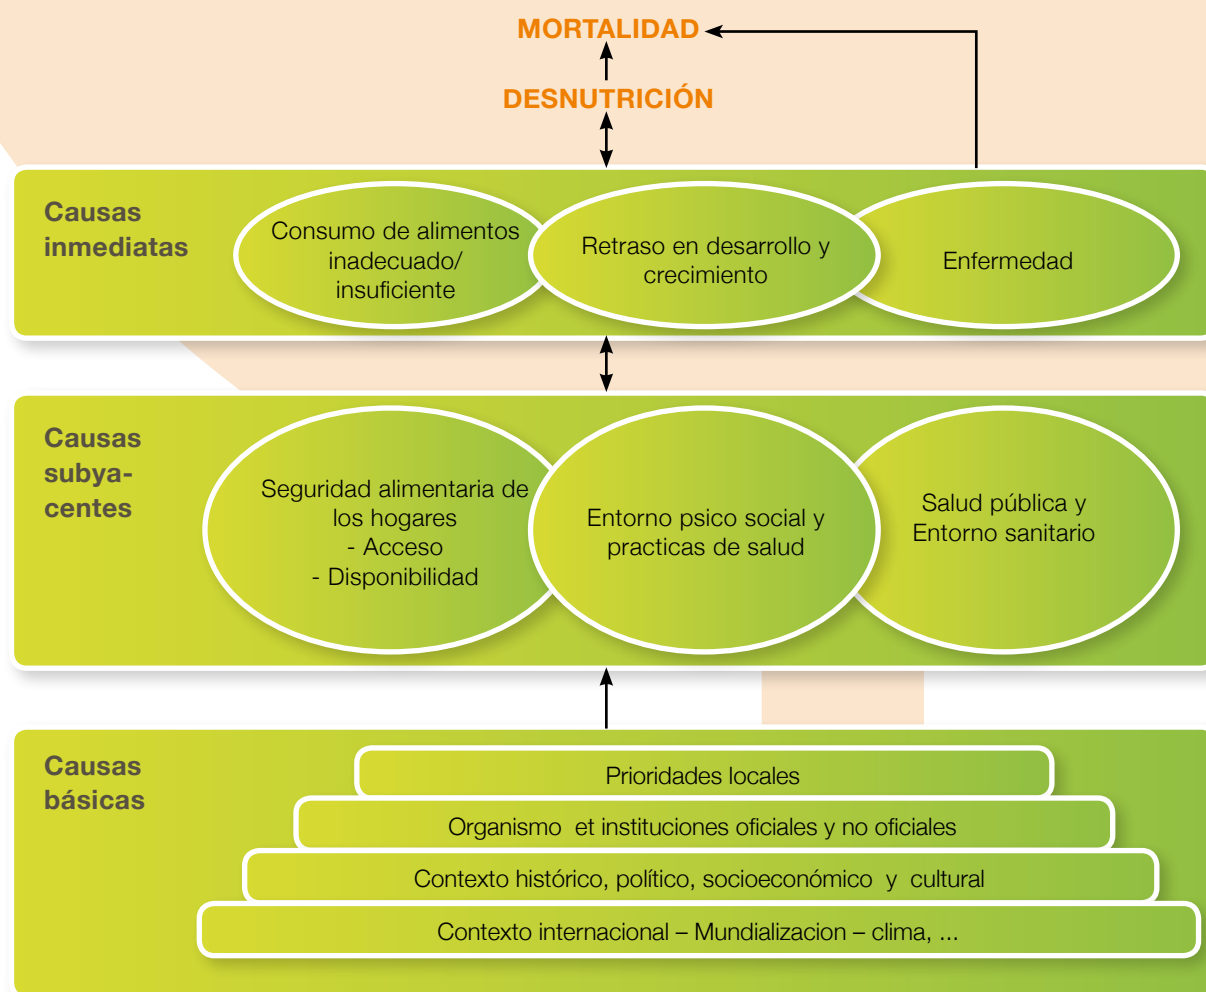 MORTALIDAD
DESNUTRICIÓN
Causas
inmediatas
Consumo de alimentos
inadecuado/
insuficiente
Retraso en desarrollo y
crecimiento
Enfermedad
Causas
subya-
centes
Seguridad alimentaria de
los hogares
- Acceso
- Disponibilidad
Entorno psico social y
practicas de salud
Salud pública y
Entorno sanitario
Causas
básicas
Prioridades locales
Organismo et instituciones oficiales y no oficiales
Contexto histórico, político, socioeconómico y cultural
Contexto internacional – Mundializacion – clima, ...